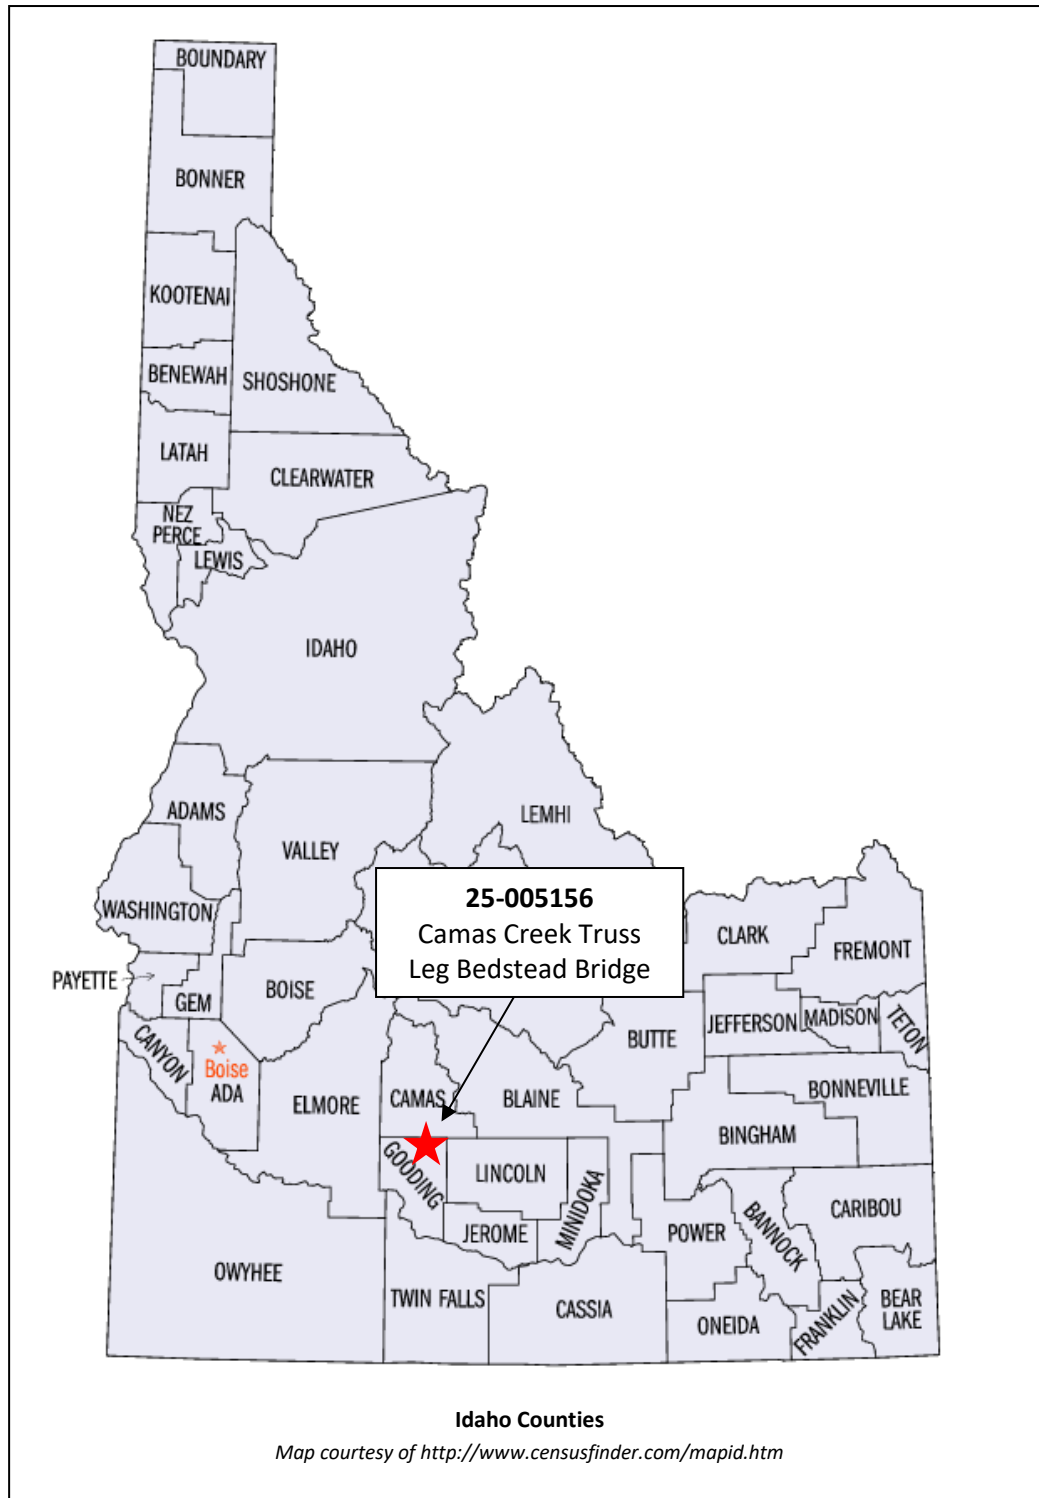 BOUNDARY
BONNER
KOOTENAI
BENEWAH
SHOSHONE
LATAH
CLEARWATER
NEZ
PERCE
LEWIS
IDAHO
ADAMS
LEMHI
VALLEY
25-005156
Camas Creek Truss
Leg Bedstead Bridge
WASHINGTON
CLARK
FREMONT
PAYETTE
GEM
BOISE
CANYON
Boise
ADA
BUTTE
JEFFERSON
MADISON
TETON
ELMORE
CAMAS
BLAINE
BONNEVILLE
BINGHAM
GOODING
LINCOLN
MINIDOKA
JEROME
POWER
BANNOCK
CARIBOU
OWYHEE
TWIN FALLS
CASSIA
ONEIDA
FRANKLIN
BEAR
LAKE
Idaho Counties
Map courtesy of http://www.censusfinder.com/mapid.htm